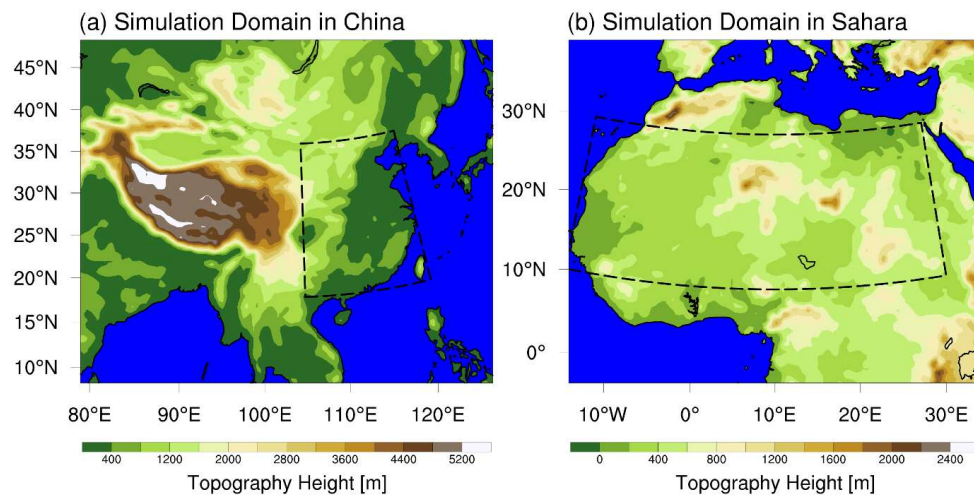 (a) Simulation Domain in China
(b) Simulation Domain in Sahara
45°N
40°N
35°N
30°N
25°N
20°N
15°N
10°N
80°E 90°E 100°E 110°E 120°E
400 1200 2000 2800 3600 4400 5200
Topography Height [m]
30°N
20°N
10°N
0°
10°W 0° 10°E 20°E 30°E
0 400 800 1200 1600 2000 2400
Topography Height [m]